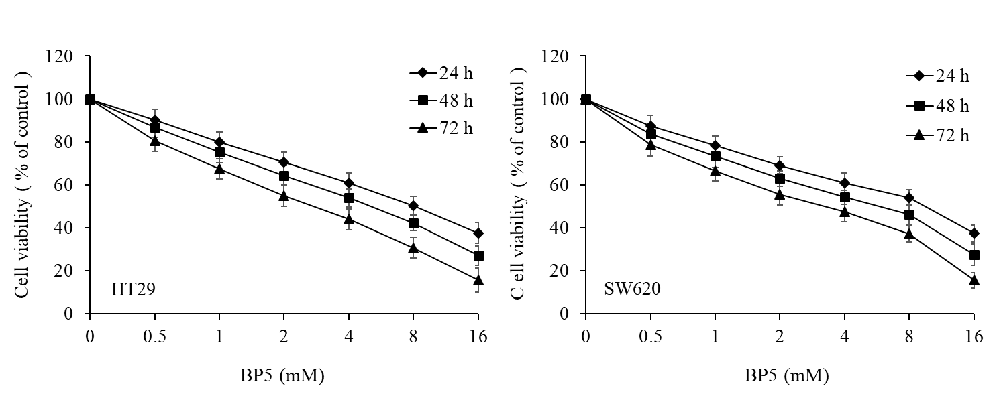 Cell viability ( % of control )
120
100
80
60
40
20
0
24 h
48 h
72 h
HT29
0 0.5 1 2 4 8 16
BP5 (mM)
C ell viability ( % of control )
120
100
80
60
40
20
0
24 h
48 h
72 h
SW620
0 0.5 1 2 4 8 16
BP5 (mM)